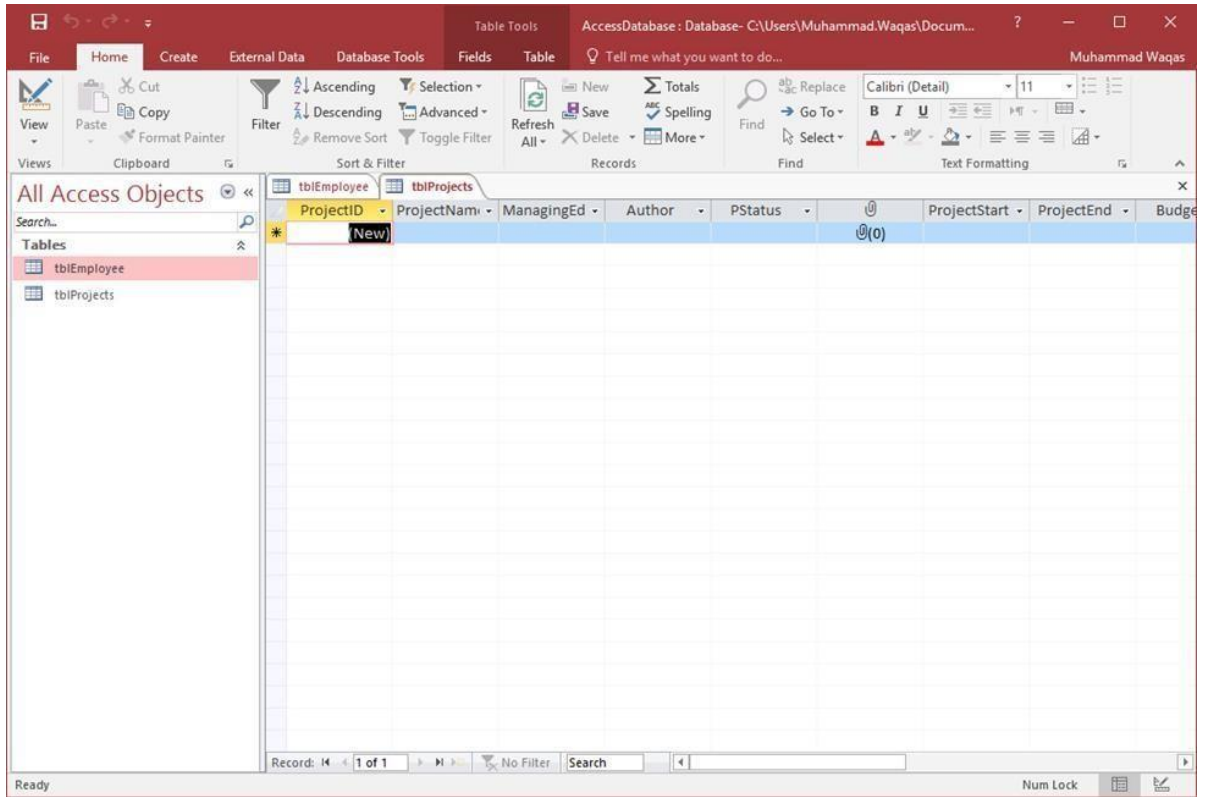 Table Tools AccessDatabase : Database- C:\Users\Muhammad.Waqas\Docum... ?
File Home Create External Data Database Tools Fields Table Tell me what you want to do... Muhammad Waqas
Cut Ascending Selection New Totals Replace Calibri (Detail) 11
View Paste Copy Filter Descending Advanced Refresh All Save Spelling Find Go To B I U
Format Painter Remove Sort Toggle Filter Delete More Select A
Views Clipboard Sort & Filter Records Find Text Formatting
All Access Objects «
tblEmployee tblProjects
Search...
ProjectID ProjectNam ManagingEd Author PStatus ProjectStart ProjectEnd Budge
(New) (0)
Tables
tblEmployee
tblProjects
Record: 1 of 1 No Filter Search
Ready Num Lock